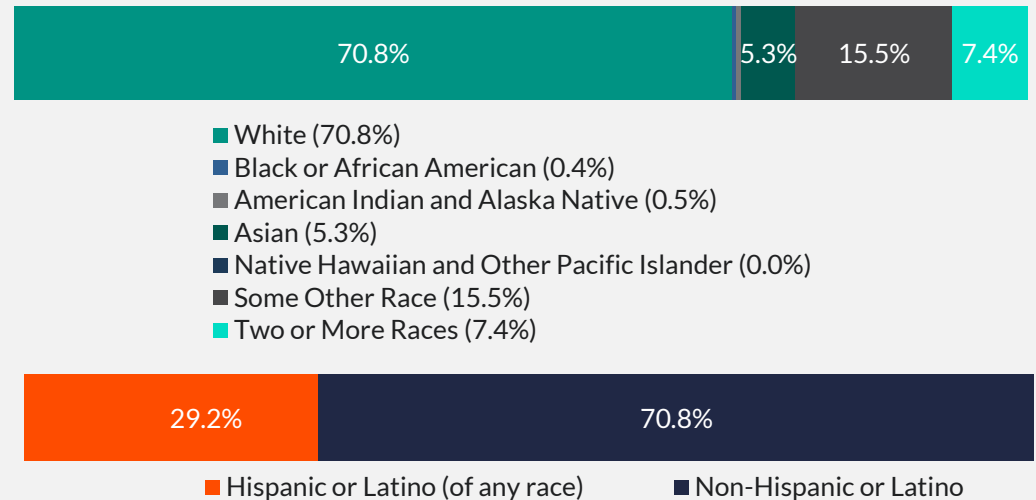 70.8% 5.3% 15.5% 7.4%
White (70.8%)
Black or African American (0.4%)
American Indian and Alaska Native (0.5%)
Asian (5.3%)
Native Hawaiian and Other Pacific Islander (0.0%)
Some Other Race (15.5%)
Two or More Races (7.4%)
29.2% 70.8%
Hispanic or Latino (of any race) Non-Hispanic or Latino